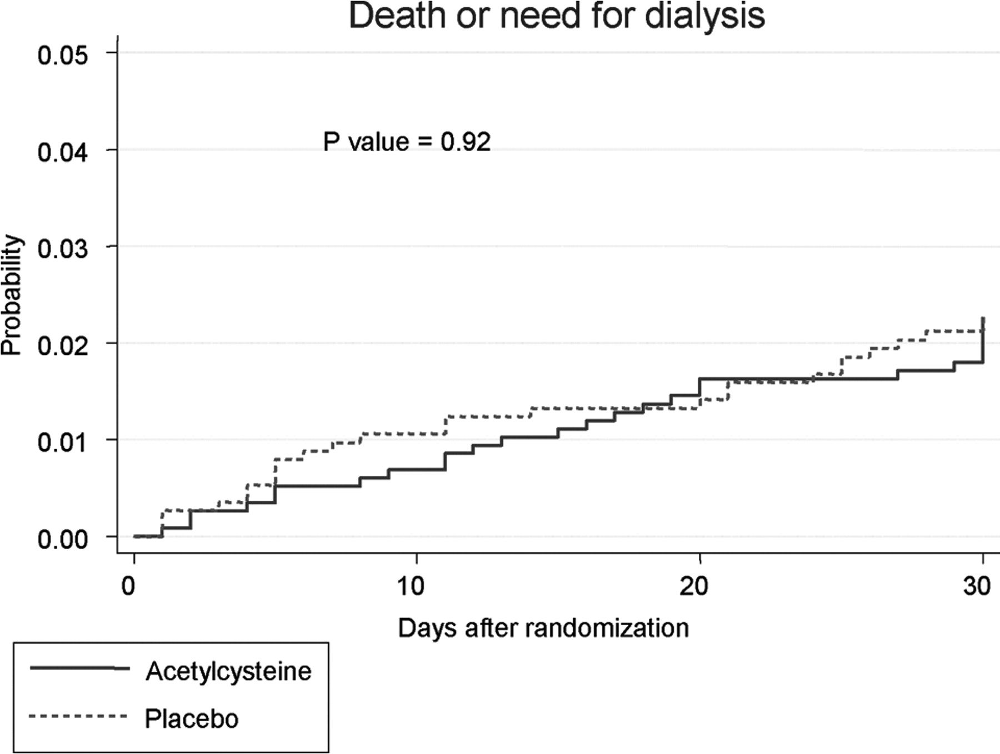 Death or need for dialysis
0.05
P value = 0.92
0.04
0.03
Probability
0.02
0.01
0.00
0 10 20 30
Days after randomization
Acetylcysteine
Placebo